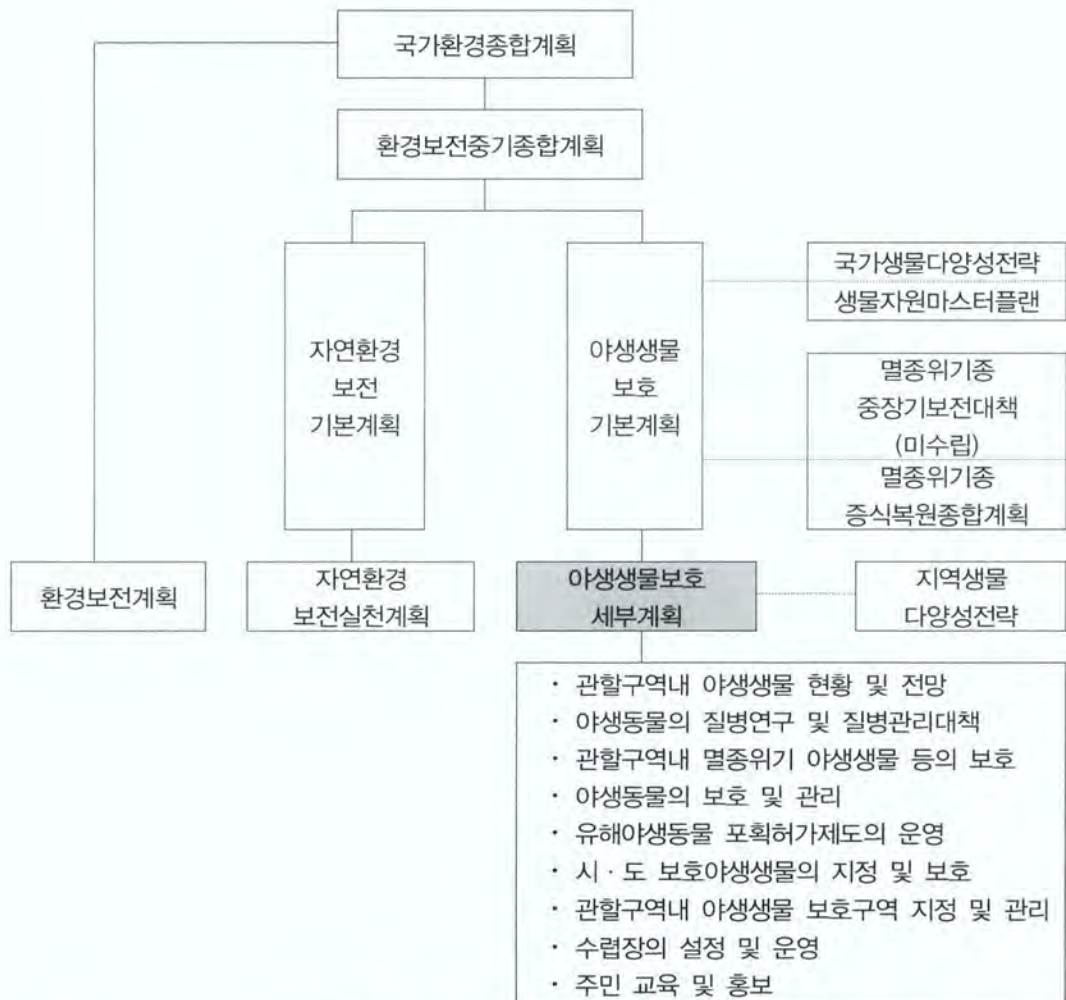 국가환경종합계획
환경보전중기종합계획
자연환경
보전
기본계획
야생생물
보호
기본계획
국가생물다양성전략
생물자원마스터플랜
멸종위기종
중장기보전대책
(미수립)
멸종위기종
증식복원종합계획
환경보전계획
자연환경
보전실천계획
야생생물보호
세부계획
지역생물
다양성전략
· 관할구역내 야생생물 현황 및 전망
· 야생동물의 질병연구 및 질병관리대책
· 관할구역내 멸종위기 야생생물 등의 보호
· 야생동물의 보호 및 관리
· 유해야생동물 포획허가제도의 운영
· 시 · 도 보호야생생물의 지정 및 보호
· 관할구역내 야생생물 보호구역 지정 및 관리
· 수렵장의 설정 및 운영
· 주민 교육 및 홍보